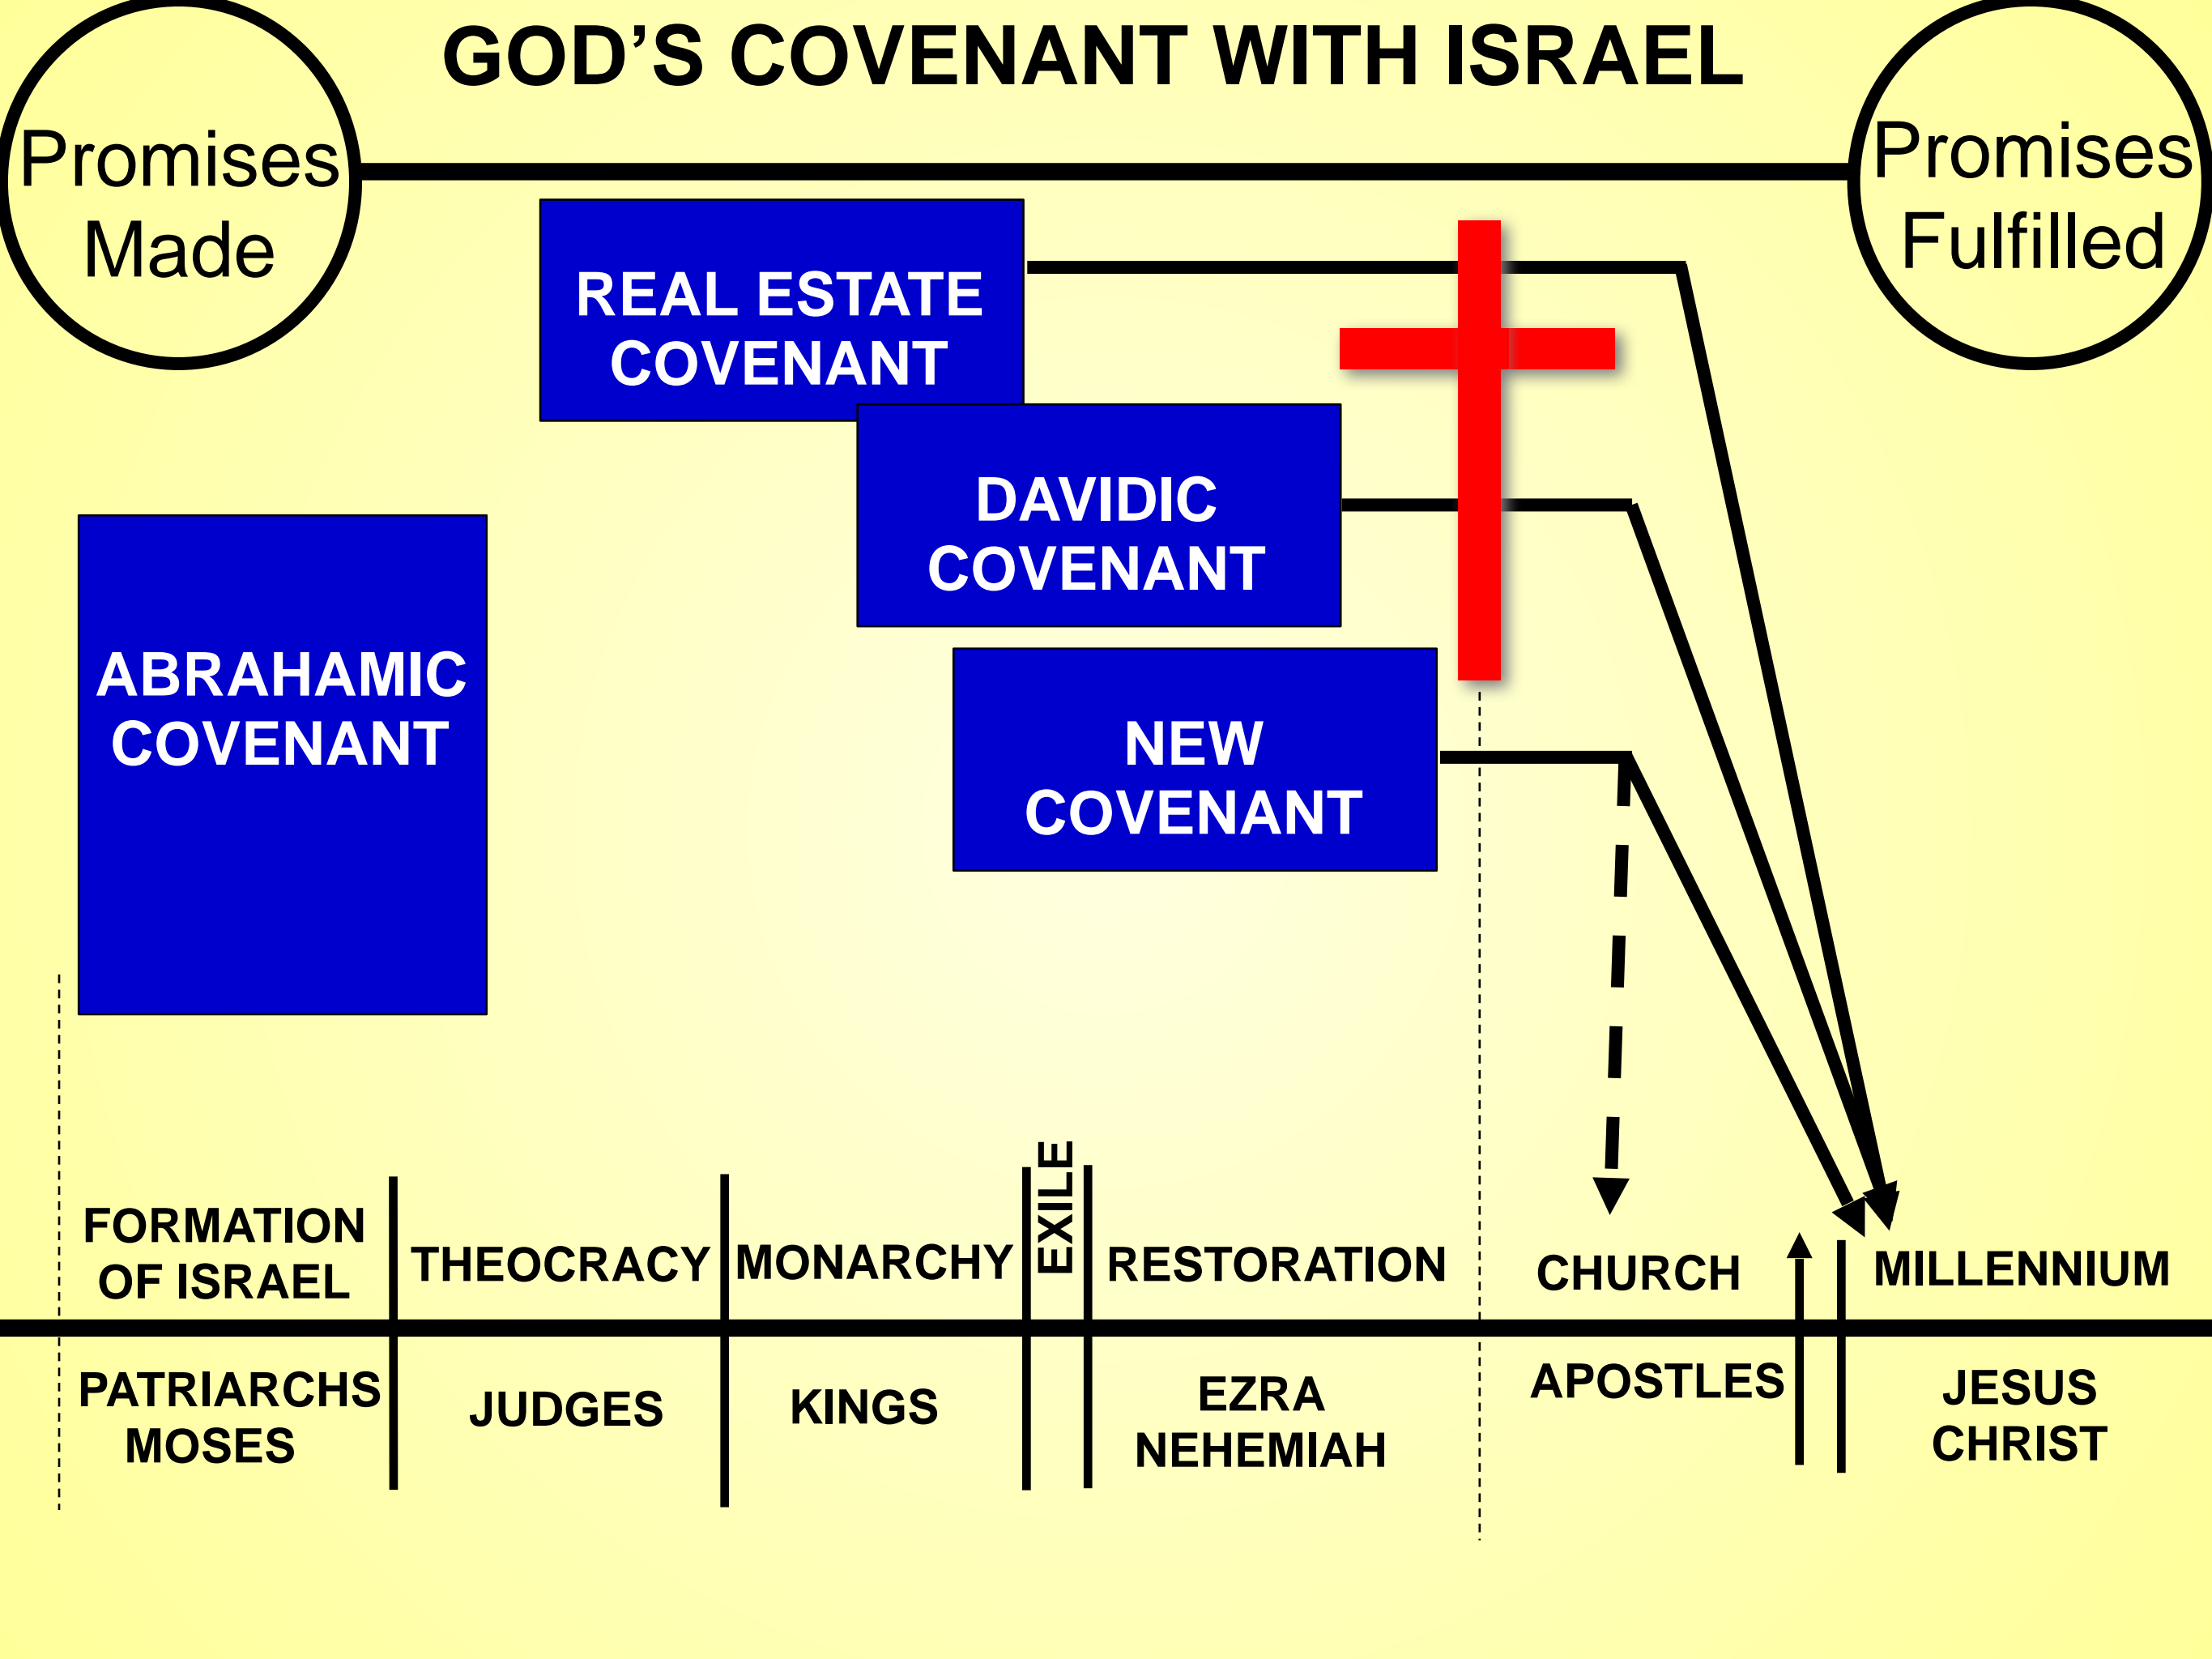 GOD’S COVENANT WITH ISRAEL
Promises
Made
Promises
Fulfilled
REAL ESTATE
COVENANT
DAVIDIC
COVENANT
ABRAHAMIC
COVENANT
NEW
COVENANT
FORMATION
OF ISRAEL
THEOCRACY
MONARCHY
EXILE
RESTORATION
CHURCH
MILLENNIUM
PATRIARCHS
MOSES
JUDGES
KINGS
EZRA
NEHEMIAH
APOSTLES
JESUS
CHRIST